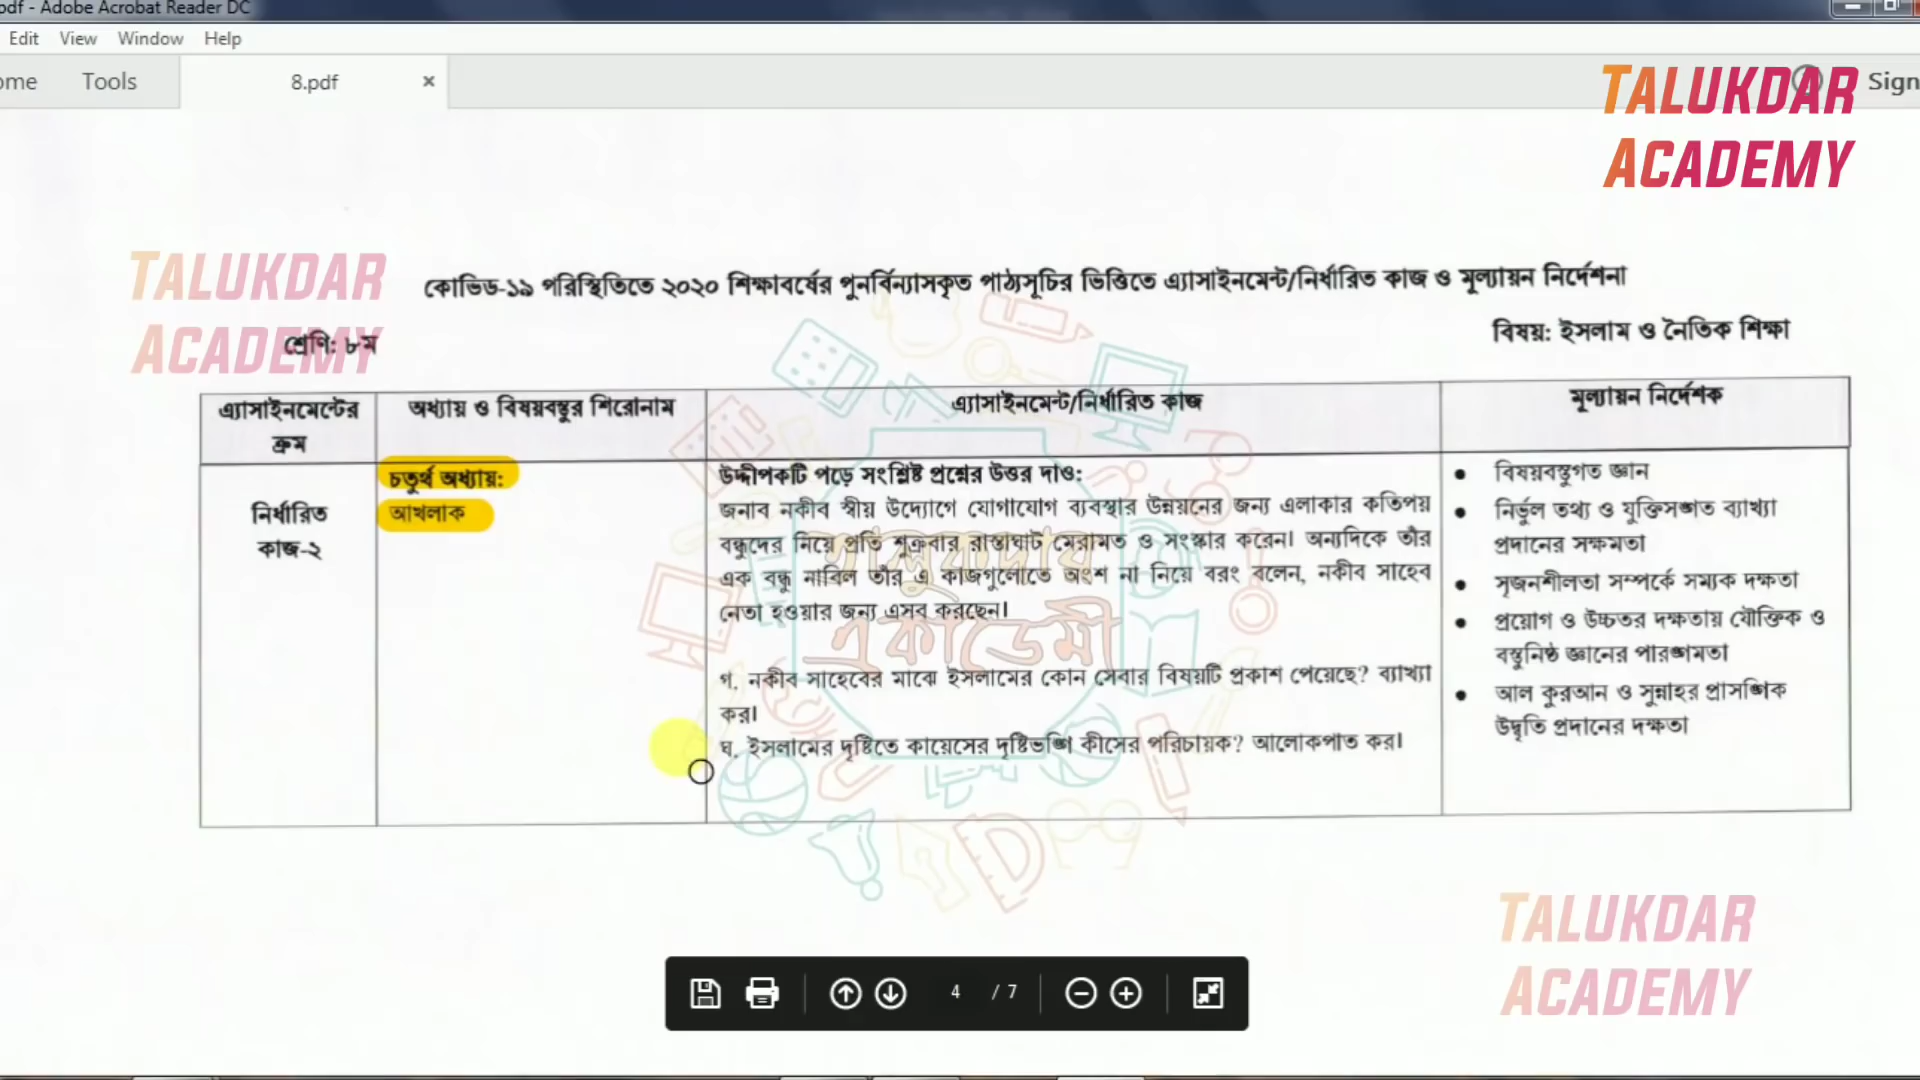 pdf - Adobe Acrobat Reader DC
Edit View Window Help
ome Tools 8.pdf × Sign
TALUKDAR
ACADEMY
TALUKDAR
ACADEMY
কোভিড-১৯ পরিস্থিতিতে ২০২০ শিক্ষাবর্ষের পুনর্বিন্যাসকৃত পাঠ্যসূচির ভিত্তিতে এ্যাসাইনমেন্ট/নির্ধারিত কাজ ও মূল্যায়ন নির্দেশনা
শ্রেণি: ৮ম
বিষয়: ইসলাম ও নৈতিক শিক্ষা
এ্যাসাইনমেন্টের
ক্রম
অধ্যায় ও বিষয়বস্তুর শিরোনাম
এ্যাসাইনমেন্ট/নির্ধারিত কাজ
মূল্যায়ন নির্দেশক
নির্ধারিত
কাজ-২
চতুর্থ অধ্যায়:
আখলাক
উদ্দীপকটি পড়ে সংশ্লিষ্ট প্রশ্নের উত্তর দাও:
জনাব নকীব স্বীয় উদ্যোগে যোগাযোগ ব্যবস্থার উন্নয়নের জন্য এলাকার কতিপয়
বন্ধুদের নিয়ে প্রতি শুক্রবার রাস্তাঘাট মেরামত ও সংস্কার করেন। অন্যদিকে তাঁর
এক বন্ধু নাবিল তাঁর এ কাজগুলোতে অংশ না নিয়ে বরং বলেন, নকীব সাহেব
নেতা হওয়ার জন্য এসব করছেন।
গ. নকীব সাহেবের মাঝে ইসলামের কোন সেবার বিষয়টি প্রকাশ পেয়েছে? ব্যাখ্যা
কর।
ঘ. ইসলামের দৃষ্টিতে কায়েসের দৃষ্টিভঙ্গি কীসের পরিচায়ক? আলোকপাত কর।
• বিষয়বস্তুগত জ্ঞান
• নির্ভুল তথ্য ও যুক্তিসঙ্গত ব্যাখ্যা
প্রদানের সক্ষমতা
• সৃজনশীলতা সম্পর্কে সম্যক দক্ষতা
• প্রয়োগ ও উচ্চতর দক্ষতায় যৌক্তিক ও
বস্তুনিষ্ঠ জ্ঞানের পারঙ্গমতা
• আল কুরআন ও সুন্নাহর প্রাসঙ্গিক
উদ্বৃতি প্রদানের দক্ষতা
তালুকদার
একাডেমী
TALUKDAR
ACADEMY
4 / 7